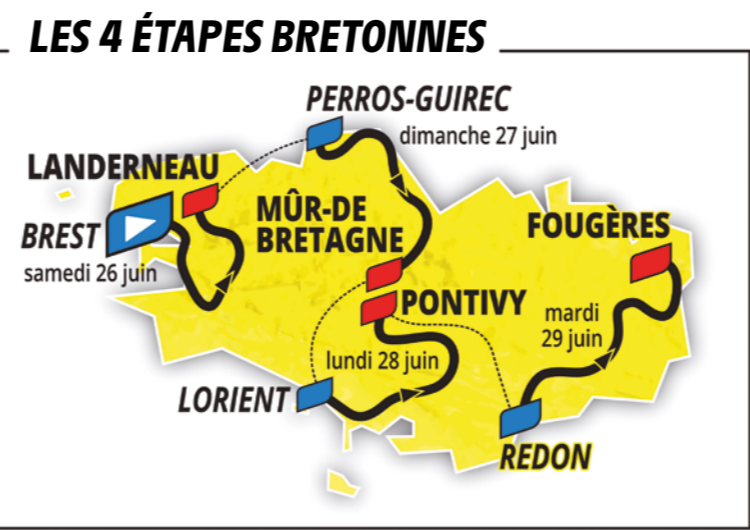 LES 4 ÉTAPES BRETONNES
PERROS-GUIREC
dimanche 27 juin
LANDERNEAU
MÛR-DE
BRETAGNE
FOUGÈRES
BREST
samedi 26 juin
PONTIVY
mardi
29 juin
lundi 28 juin
LORIENT
REDON